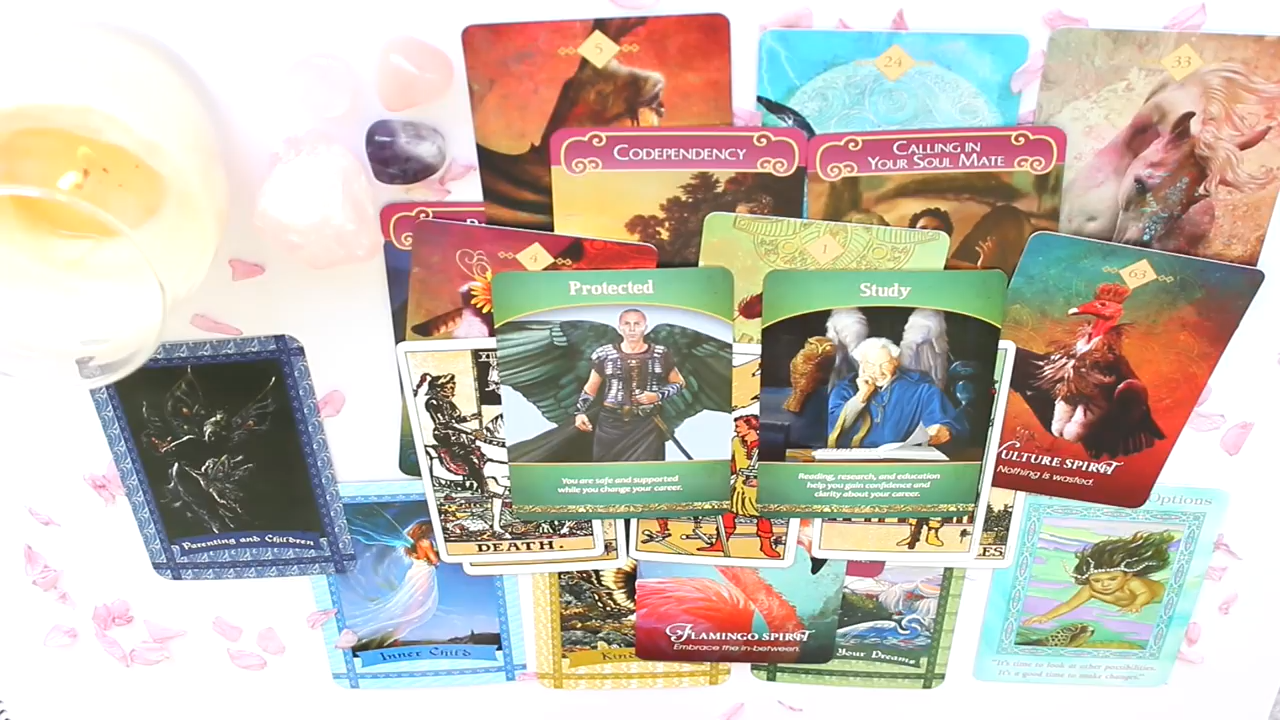 5
24
33
CODEPENDENCY
CALLING IN
YOUR SOUL MATE
4
1
63
Protected
Study
You are safe and supported
while you change your career.
Reading, research, and education
help you gain confidence and
clarity about your career.
ULTURE SPIRIT
Nothing is wasted.
Parenting and Children
DEATH.
Options
FLAMINGO SPIRIT
Embrace the in-between.
Inner Child
Your Dreams
"It's time to look at other possibilities.
It's a good time to make changes."